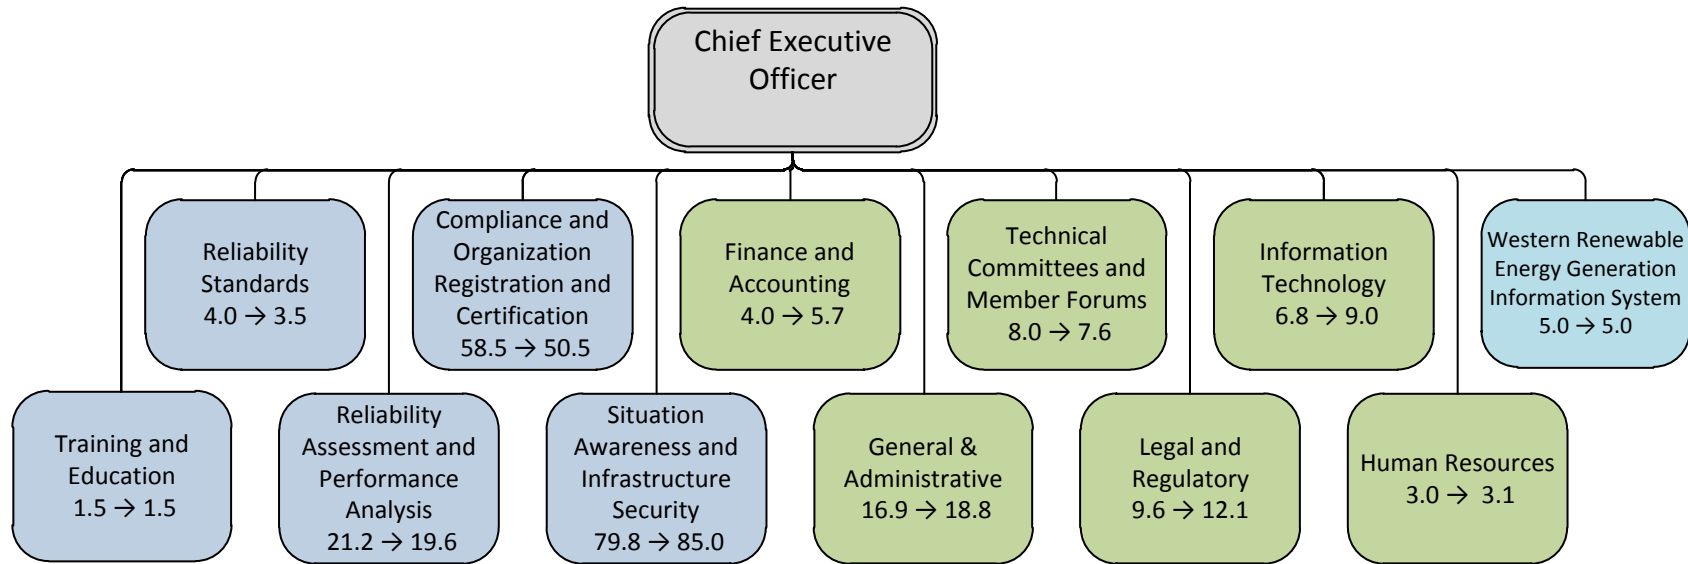 Chief Executive
Officer
Reliability
Standards
4.0 → 3.5
Compliance and
Organization
Registration and
Certification
58.5 → 50.5
Finance and
Accounting
4.0 → 5.7
Technical
Committees and
Member Forums
8.0 → 7.6
Information
Technology
6.8 → 9.0
Western Renewable
Energy Generation
Information System
5.0 → 5.0
Training and
Education
1.5 → 1.5
Reliability
Assessment and
Performance
Analysis
21.2 → 19.6
Situation
Awareness and
Infrastructure
Security
79.8 → 85.0
General &
Administrative
16.9 → 18.8
Legal and
Regulatory
9.6 → 12.1
Human Resources
3.0 → 3.1